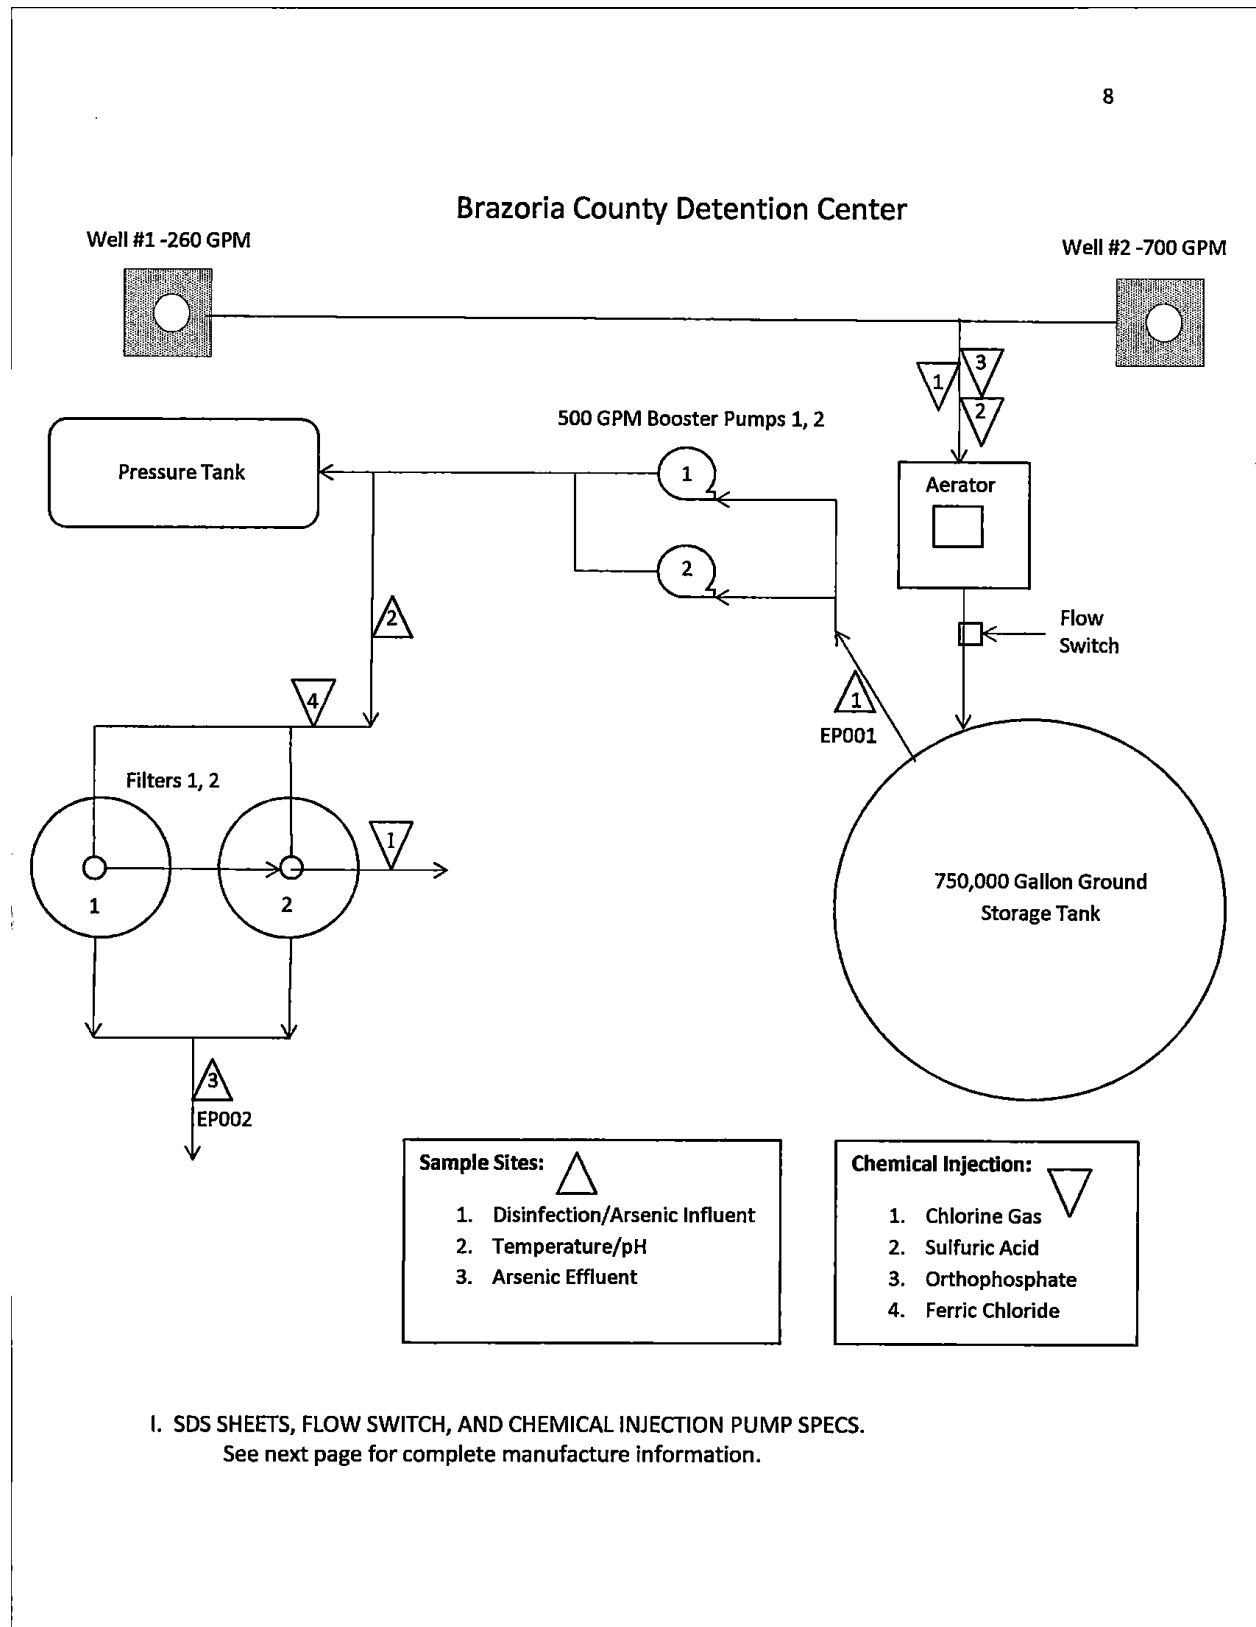 8
Brazoria County Detention Center
Well #1 -260 GPM
Well #2 -700 GPM
1
3
2
500 GPM Booster Pumps 1, 2
Pressure Tank
1
2
Aerator
Flow
Switch
2
4
1
EP001
Filters 1, 2
1
1
2
750,000 Gallon Ground
Storage Tank
3
EP002
Sample Sites:
1. Disinfection/Arsenic Influent
2. Temperature/pH
3. Arsenic Effluent
Chemical Injection:
1. Chlorine Gas
2. Sulfuric Acid
3. Orthophosphate
4. Ferric Chloride
I. SDS SHEETS, FLOW SWITCH, AND CHEMICAL INJECTION PUMP SPECS.
See next page for complete manufacture information.